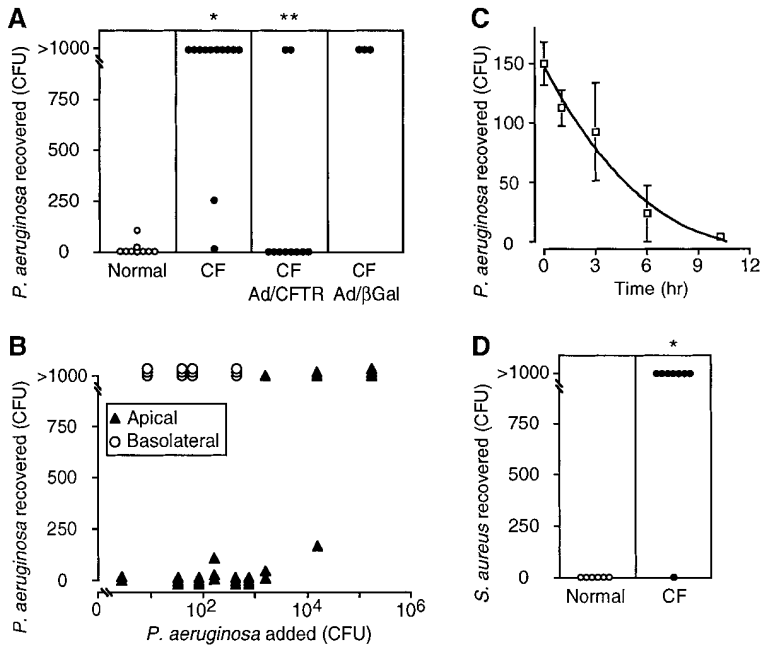 A
P. aeruginosa recovered (CFU)
* **
>1000
750
500
250
0
Normal CF CF CF
Ad/CFTR Ad/βGal
C
P. aeruginosa recovered (CFU)
150
100
50
0
0 3 6 9 12
Time (hr)
B
P. aeruginosa recovered (CFU)
>1000
750
500
250
0
Apical
Basolateral
0 10² 10⁴ 10⁶
P. aeruginosa added (CFU)
D
S. aureus recovered (CFU)
*
>1000
750
500
250
0
Normal CF